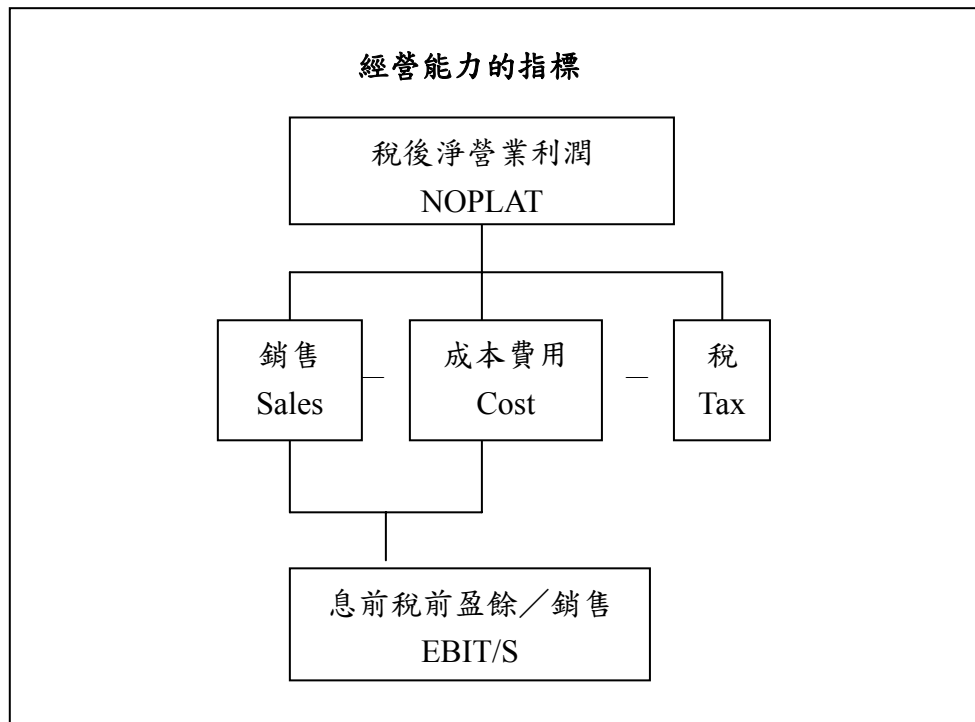 經營能力的指標
稅後淨營業利潤
NOPLAT
銷售
Sales
—
成本費用
Cost
—
稅
Tax
息前稅前盈餘／銷售
EBIT/S